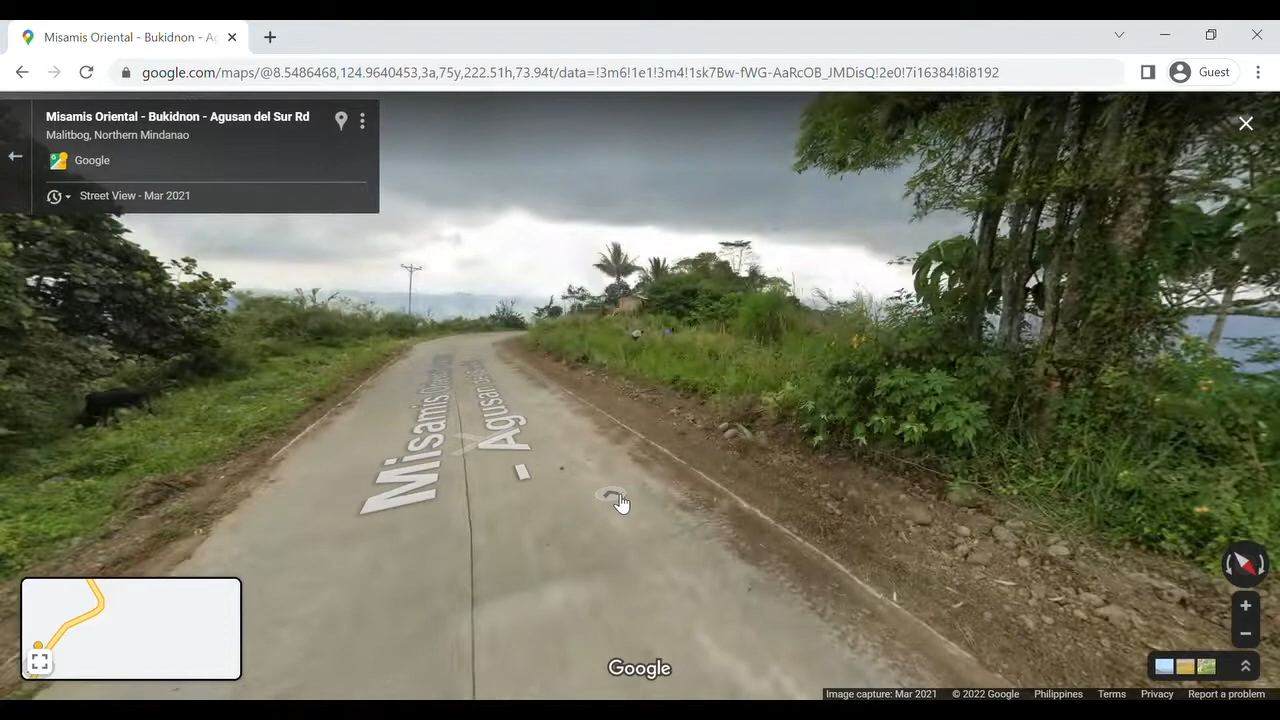 Misamis Oriental - Bukidnon - Ag
google.com/maps/@8.5486468,124.9640453,3a,75y,222.51h,73.94t/data=!3m6!1e1!3m4!1sk7Bw-fWG-AaRcOB_JMDisQ!2e0!7i16384!8i8192
Guest
Misamis Oriental - Bukidnon - Agusan del Sur Rd
Malitbog, Northern Mindanao
Google
Street View - Mar 2021
Misamis
- Agusan
Google
Image capture: Mar 2021 © 2022 Google Philippines Terms Privacy Report a problem